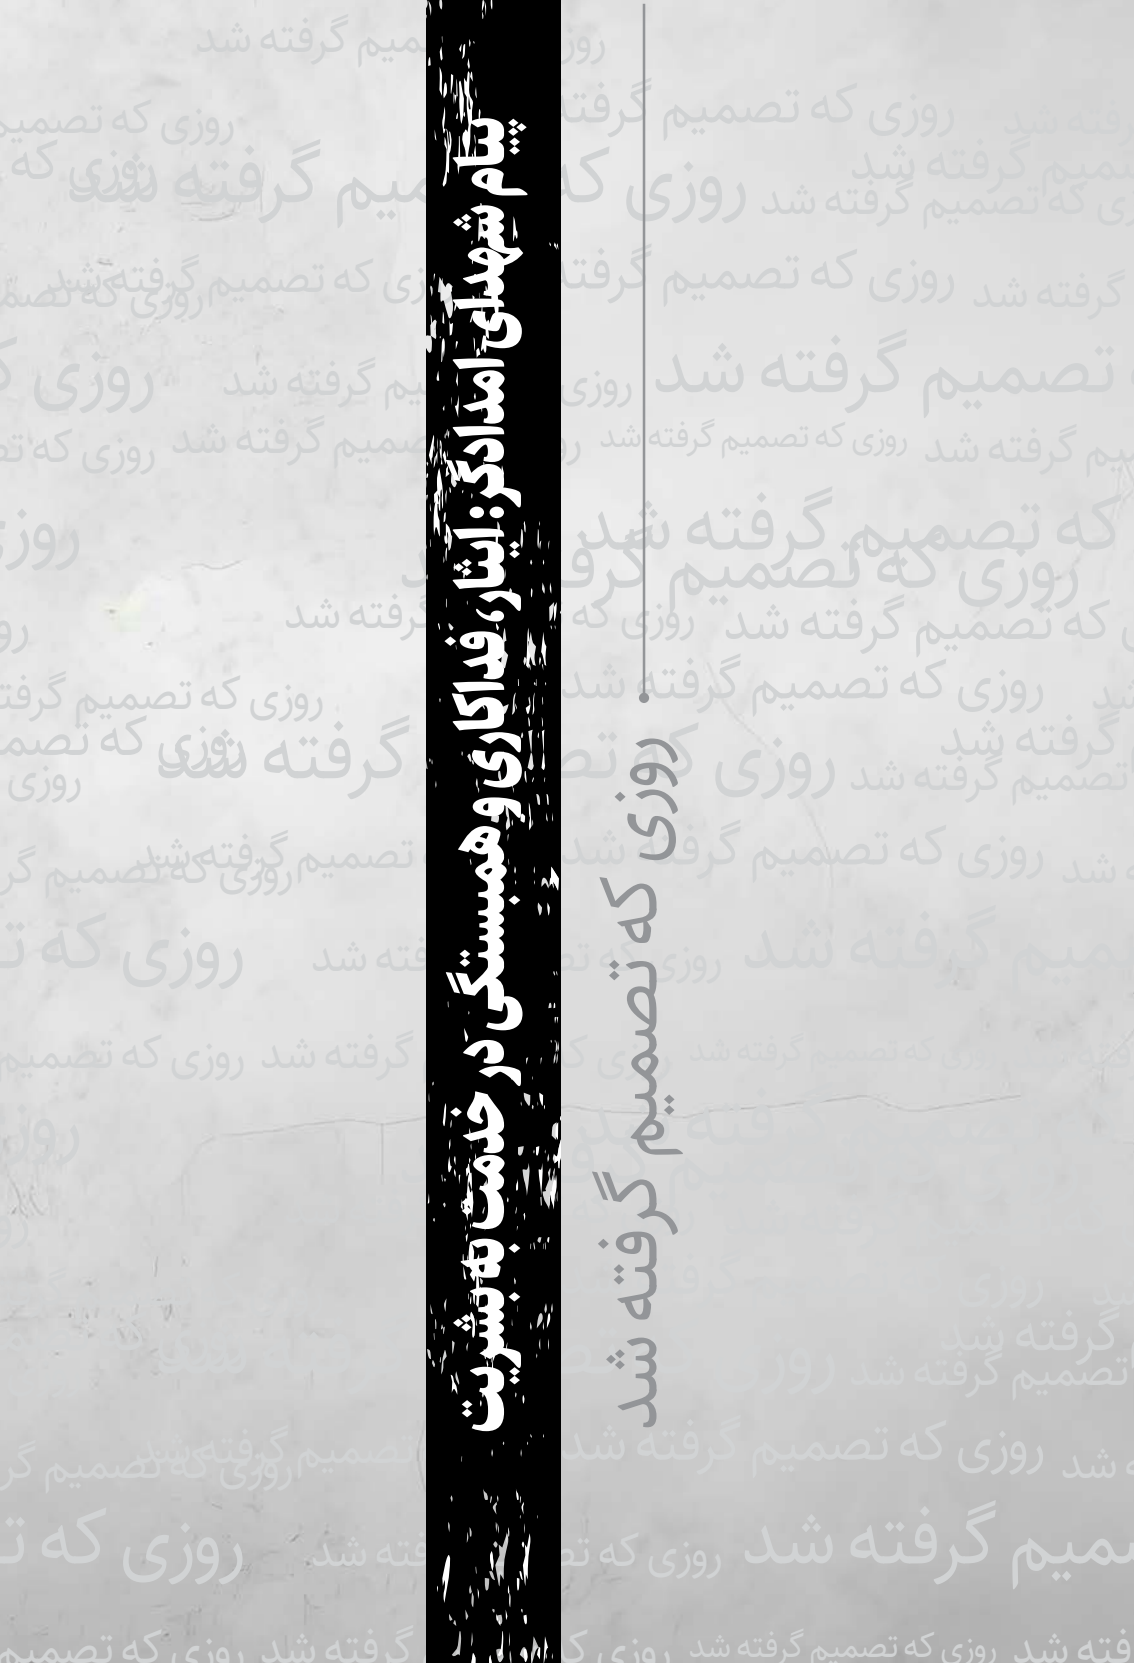 روزی که تصمیم گرفته شد
پیام شهدای امدادگر: ایثار، فداکاری و همبستگی در خدمت به بشریت